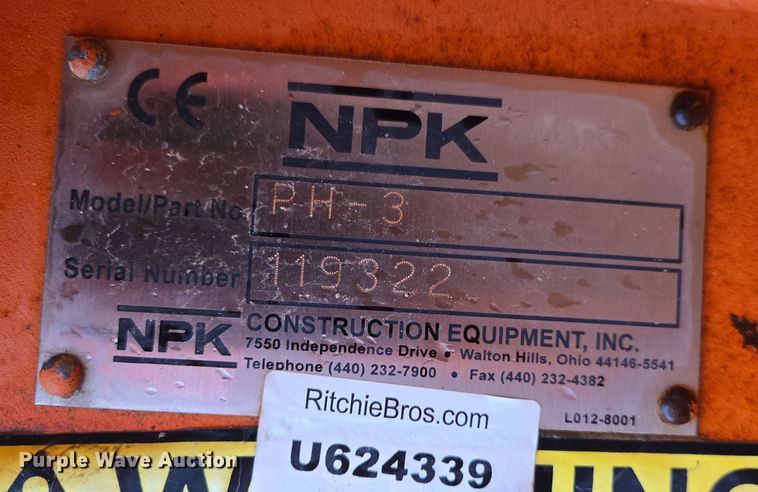 CE
NPK
Model/Part No PH-3
Serial Number 119322
NPK CONSTRUCTION EQUIPMENT, INC.
7550 Independence Drive • Walton Hills, Ohio 44146-5541
Telephone (440) 232-7900 • Fax (440) 232-4382
L012-8001
RitchieBros.com
U624339
Purple Wave Auction